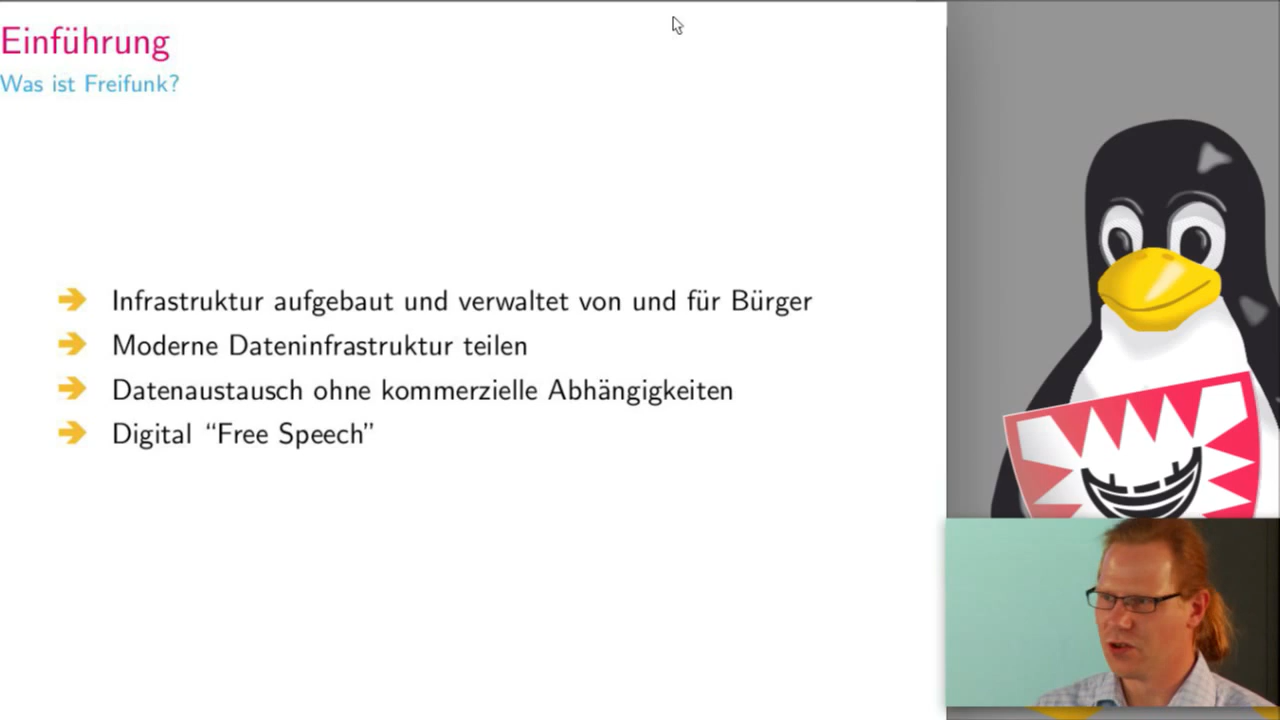 Einführung
Was ist Freifunk?
Infrastruktur aufgebaut und verwaltet von und für Bürger
Moderne Dateninfrastruktur teilen
Datenaustausch ohne kommerzielle Abhängigkeiten
Digital “Free Speech”